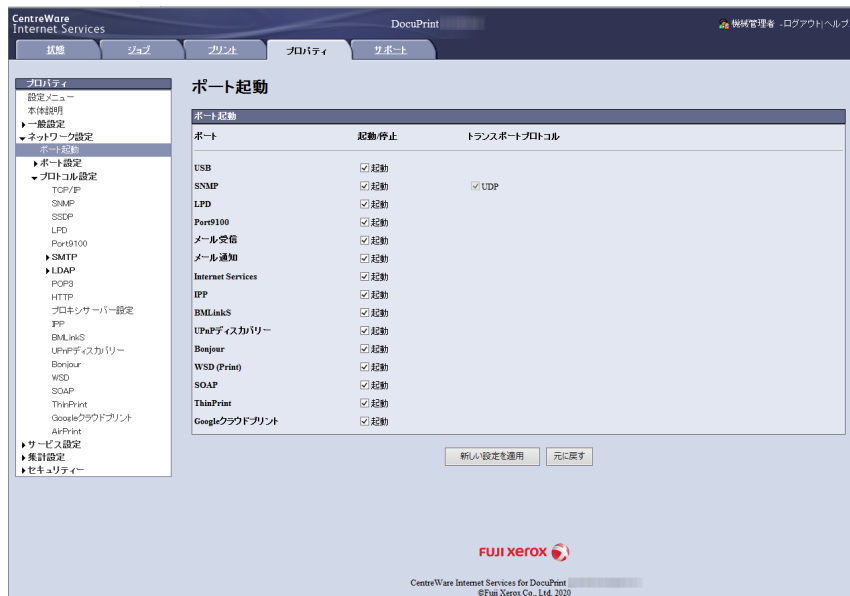 CentreWare
Internet Services
DocuPrint
機械管理者 -ログアウト|ヘルプ
状態 ジョブ プリント プロパティ サポート
プロパティ
設定メニュー
本体説明
一般設定
ネットワーク設定
ポート起動
ポート設定
プロトコル設定
TCP/IP
SNMP
SSDP
LPD
Port9100
SMTP
LDAP
POP3
HTTP
プロキシサーバー設定
IPP
BMLinkS
UPnPディスカバリー
Bonjour
WSD
SOAP
ThinPrint
Googleクラウドプリント
AirPrint
サービス設定
集計設定
セキュリティー
ポート起動
ポート起動
ポート 起動/停止 トランスポートプロトコル
USB 起動
SNMP 起動 UDP
LPD 起動
Port9100 起動
メール受信 起動
メール通知 起動
Internet Services 起動
IPP 起動
BMLinkS 起動
UPnPディスカバリー 起動
Bonjour 起動
WSD (Print) 起動
SOAP 起動
ThinPrint 起動
Googleクラウドプリント 起動
新しい設定を適用 元に戻す
FUJI xerox
CentreWare Internet Services for DocuPrint
©Fuji Xerox Co., Ltd. 2020